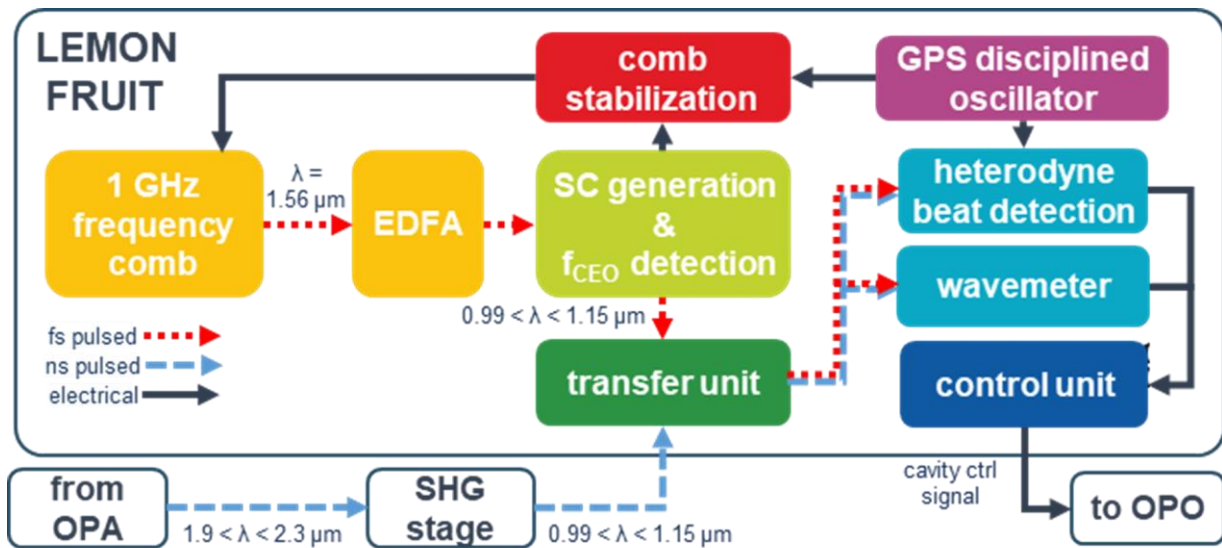 LEMON
FRUIT
comb
stabilization
GPS disciplined
oscillator
1 GHz
frequency
comb
λ =
1.56 µm
EDFA
SC generation
&
fCEO detection
heterodyne
beat detection
wavemeter
0.99 < λ < 1.15 µm
fs pulsed
ns pulsed
electrical
transfer unit
control unit
from
OPA
1.9 < λ < 2.3 µm
SHG
stage
0.99 < λ < 1.15 µm
cavity ctrl
signal
to OPO